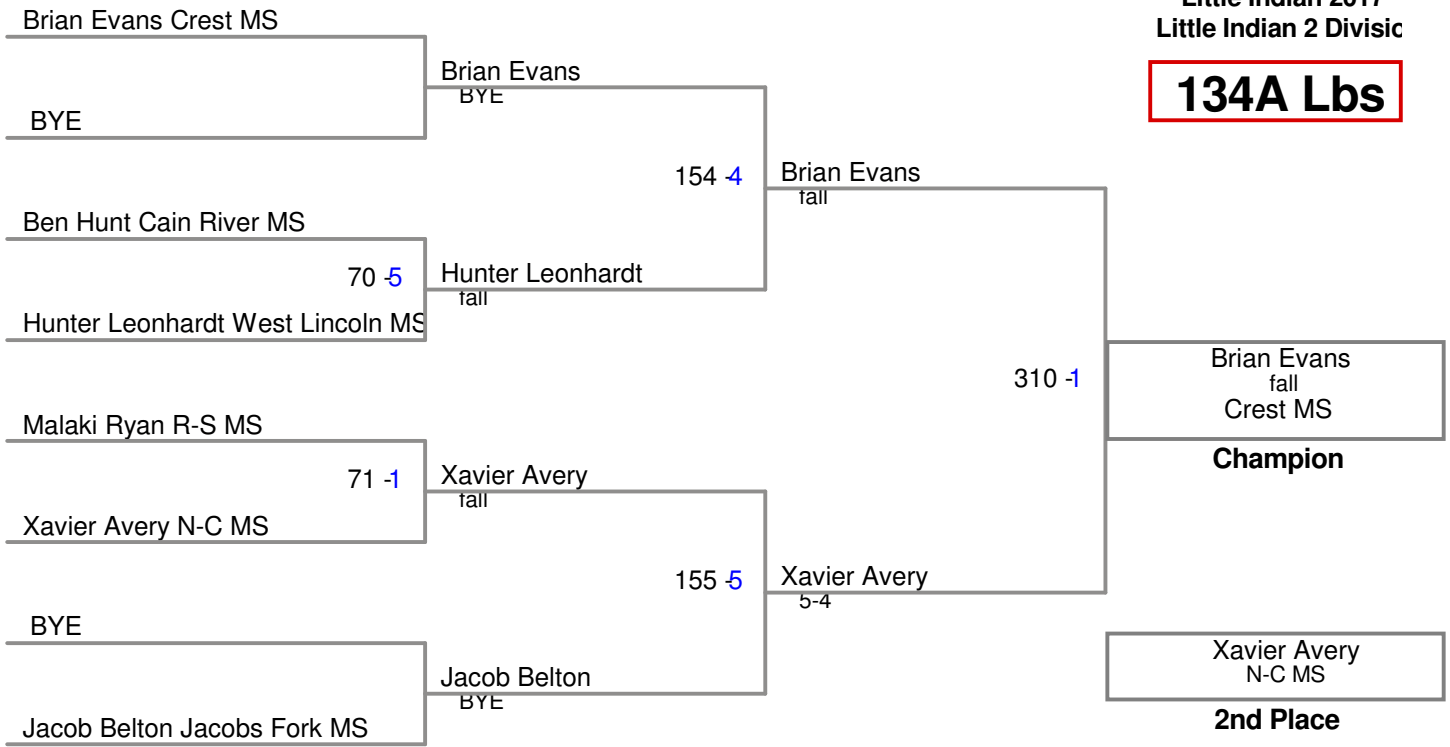 Little Indian 2017
Little Indian 2 Divisio
134A Lbs
Brian Evans Crest MS
BYE
Brian Evans
BYE
Ben Hunt Cain River MS
70 -5
Hunter Leonhardt West Lincoln MS
Hunter Leonhardt
fall
154 -4
Brian Evans
fall
Malaki Ryan R-S MS
71 -1
Xavier Avery N-C MS
Xavier Avery
fall
BYE
Jacob Belton Jacobs Fork MS
Jacob Belton
BYE
155 -5
Xavier Avery
5-4
310 -1
Brian Evans
fall
Crest MS
Champion
Xavier Avery
N-C MS
2nd Place